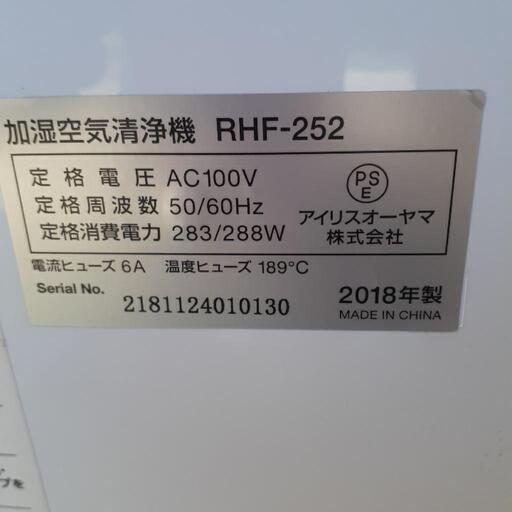 加湿空気清浄機 RHF-252
定格電圧 AC100V
定格周波数 50/60Hz
定格消費電力 283/288W
PS
E
アイリスオーヤマ
株式会社
電流ヒューズ 6A 温度ヒューズ 189°C
Serial No. 2181124010130
2018年製
MADE IN CHINA
プを